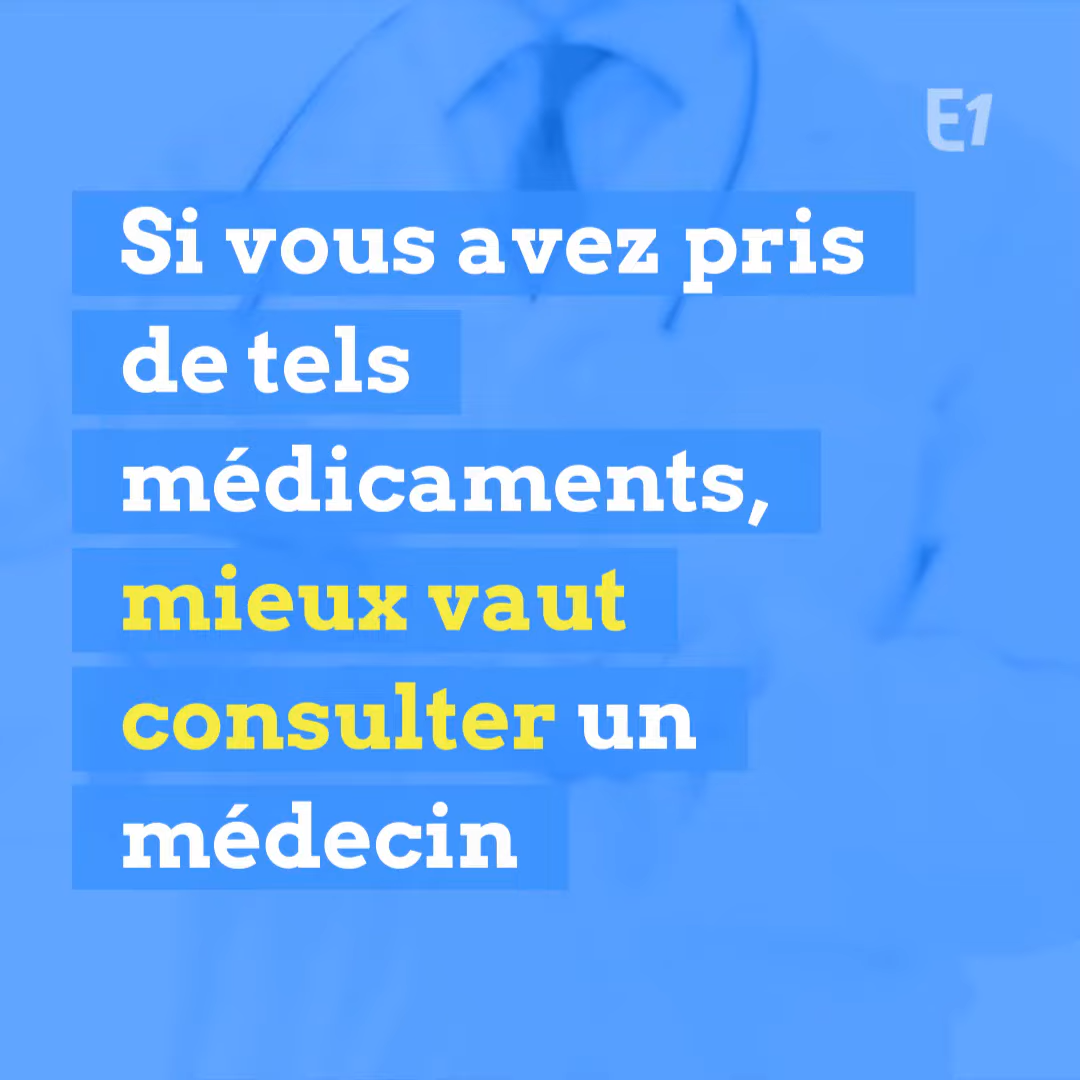 E1
Si vous avez pris
de tels
médicaments,
mieux vaut
consulter un
médecin